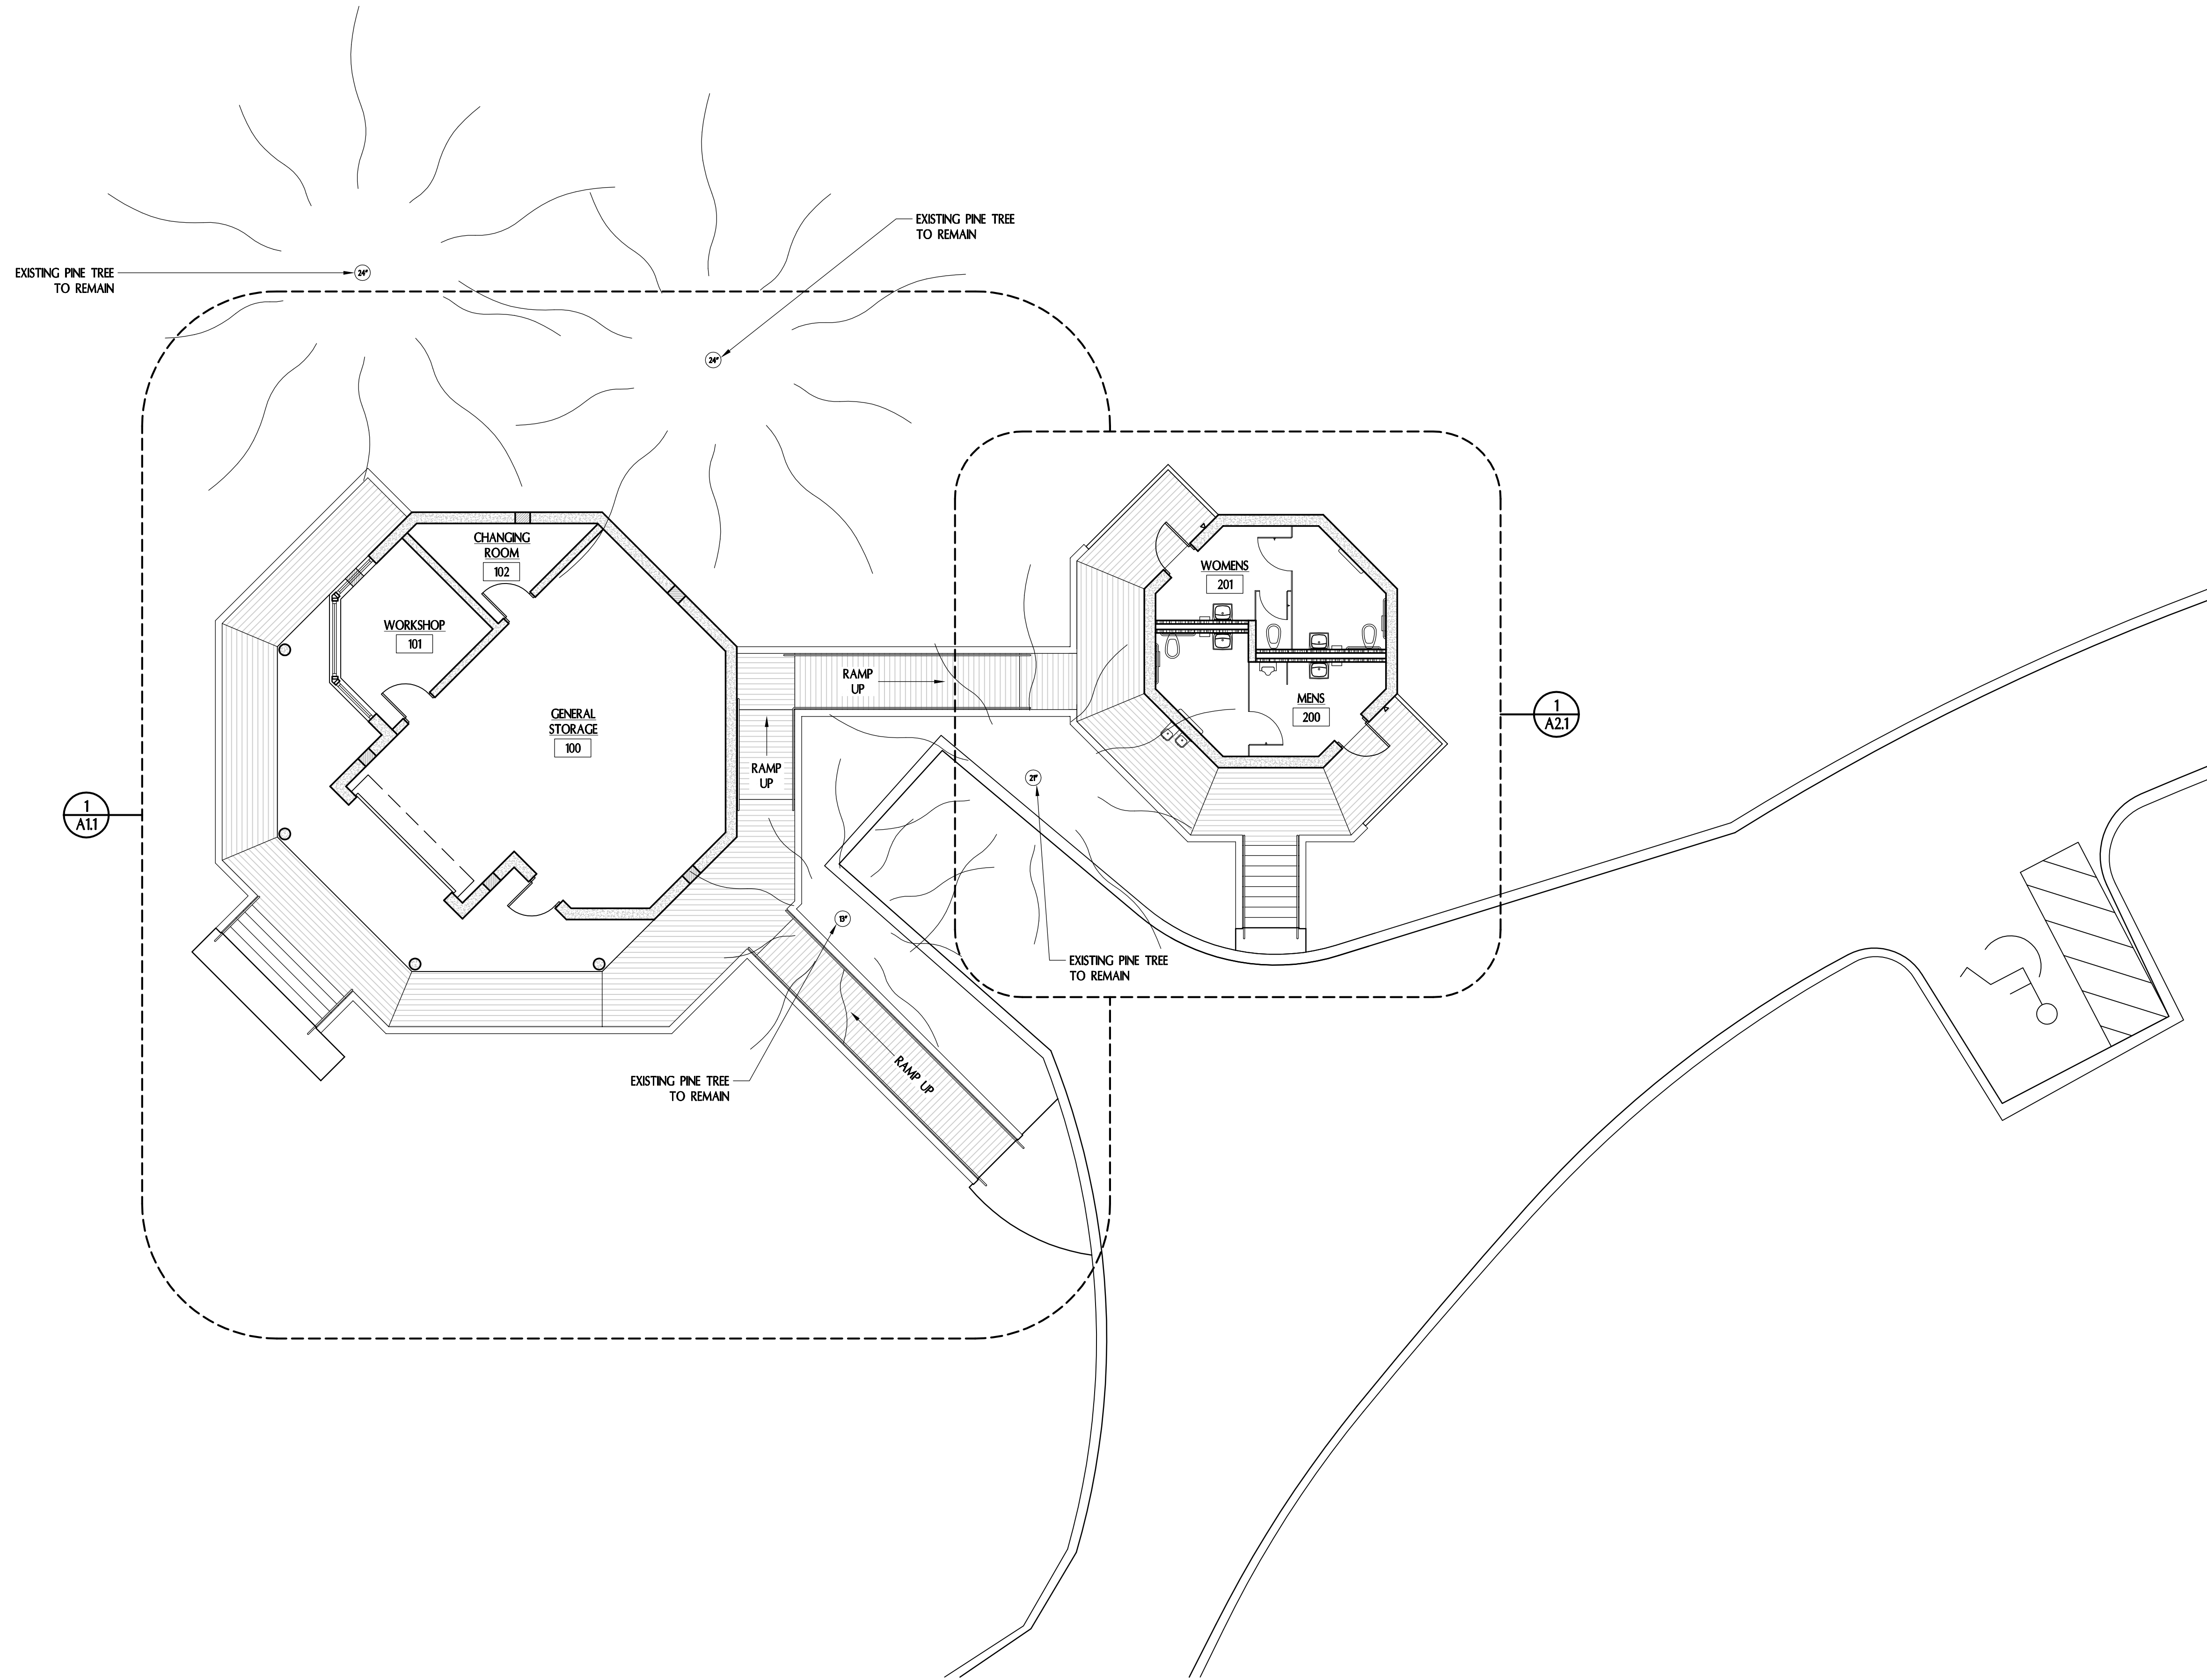 EXISTING PINE TREE
TO REMAIN
EXISTING PINE TREE
TO REMAIN
24"
24"
CHANGING
ROOM
102
WORKSHOP
101
GENERAL
STORAGE
100
RAMP
UP
RAMP
UP
WOMENS
201
MENS
200
1
A2.1
1
A1.1
21"
13"
EXISTING PINE TREE
TO REMAIN
EXISTING PINE TREE
TO REMAIN
RAMP UP